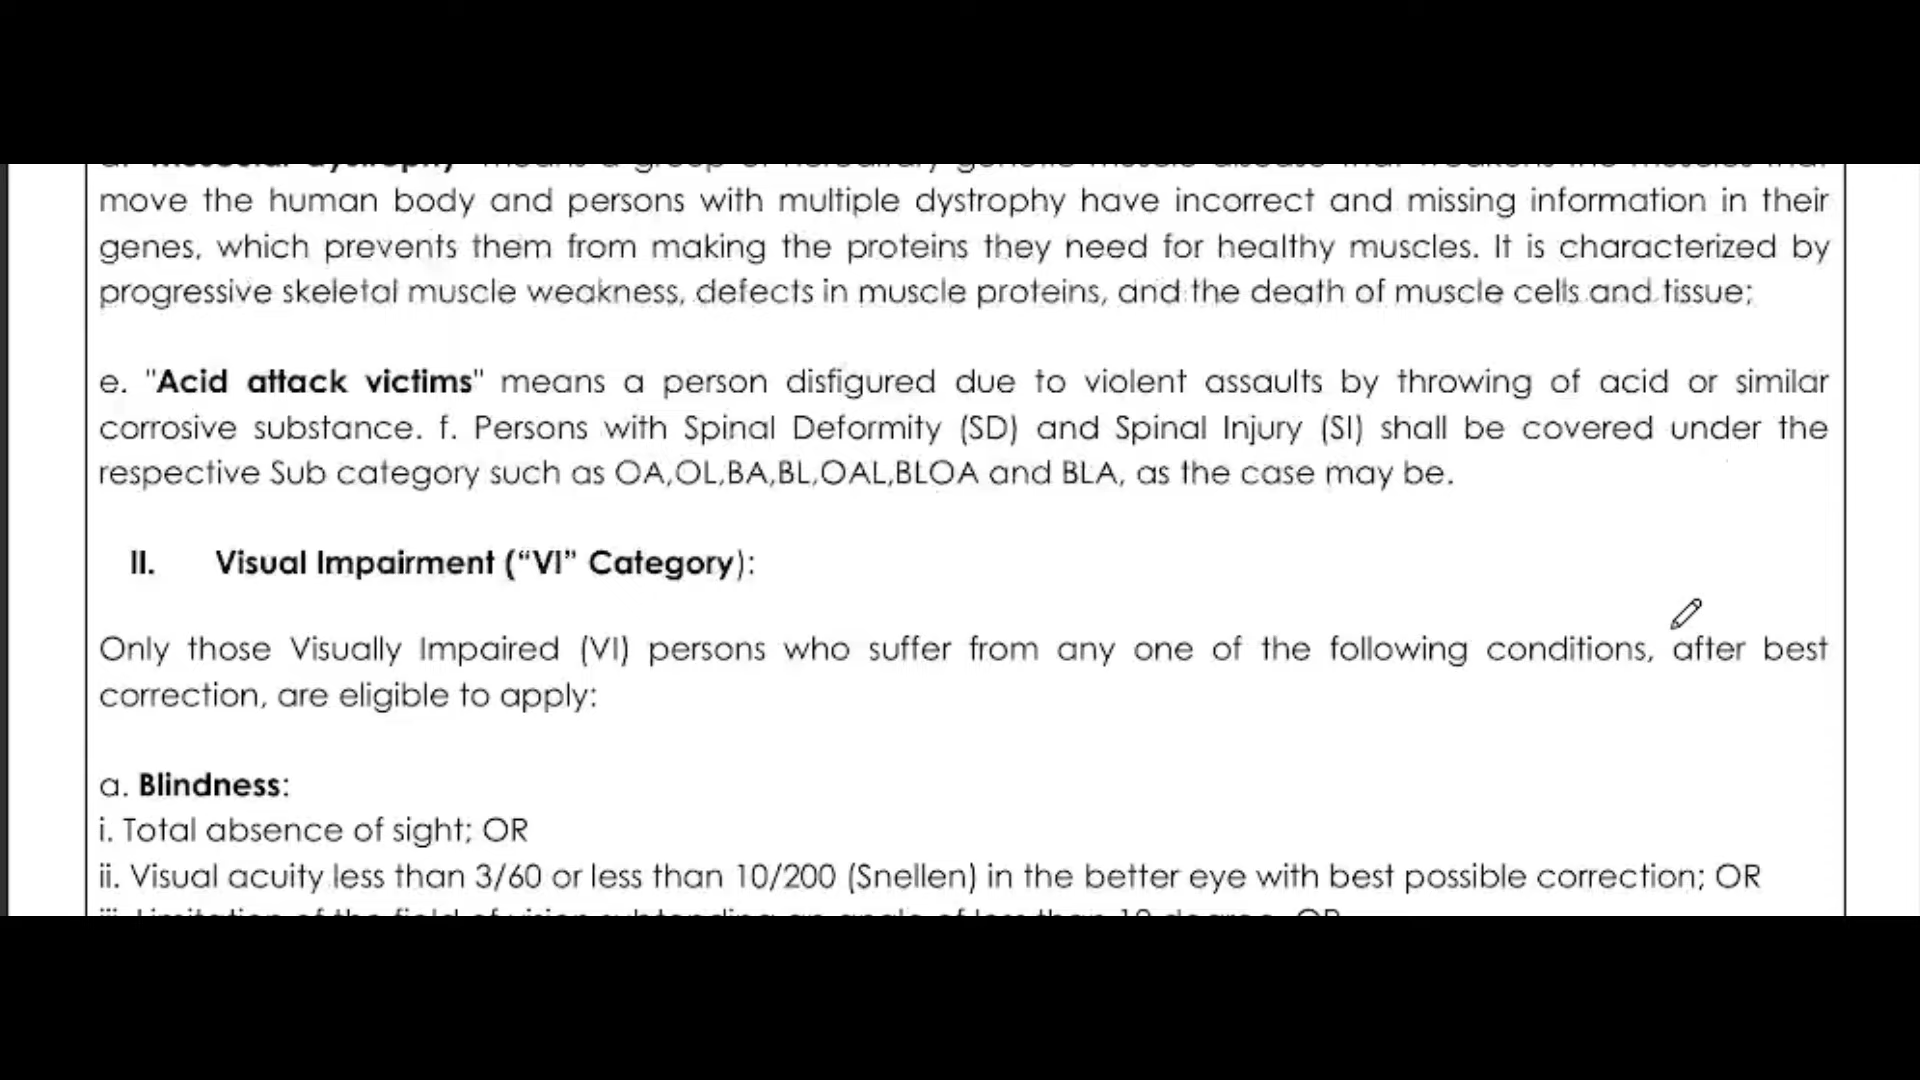 move the human body and persons with multiple dystrophy have incorrect and missing information in their
genes, which prevents them from making the proteins they need for healthy muscles. It is characterized by
progressive skeletal muscle weakness, defects in muscle proteins, and the death of muscle cells and tissue;
e. "Acid attack victims" means a person disfigured due to violent assaults by throwing of acid or similar
corrosive substance. f. Persons with Spinal Deformity (SD) and Spinal Injury (SI) shall be covered under the
respective Sub category such as OA,OL,BA,BL,OAL,BLOA and BLA, as the case may be.
II. Visual Impairment (“VI” Category):
Only those Visually Impaired (VI) persons who suffer from any one of the following conditions, after best
correction, are eligible to apply:
a. Blindness:
i. Total absence of sight; OR
ii. Visual acuity less than 3/60 or less than 10/200 (Snellen) in the better eye with best possible correction; OR